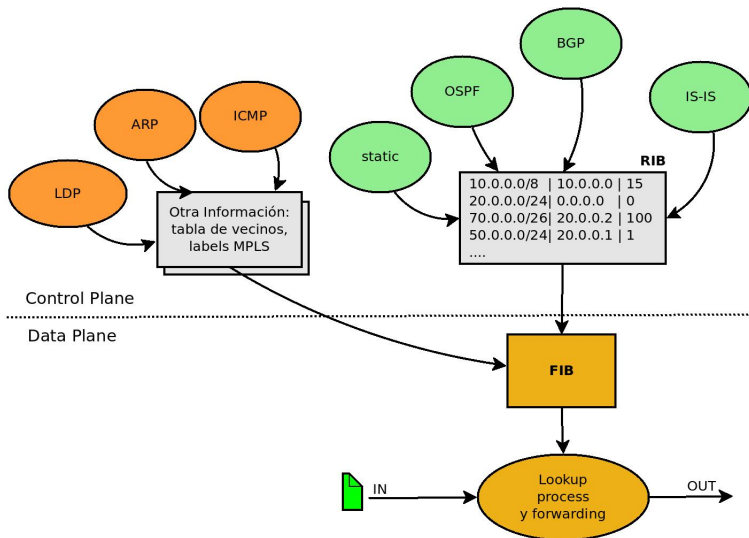 BGP
OSPF
IS-IS
ICMP
ARP
static
LDP
RIB
10.0.0.0/8 | 10.0.0.0 | 15
20.0.0.0/24| 0.0.0.0 | 0
70.0.0.0/26| 20.0.0.2 | 100
50.0.0.0/24| 20.0.0.1 | 1
....
Otra Información:
tabla de vecinos,
labels MPLS
Control Plane
Data Plane
FIB
IN
Lookup
process
y forwarding
OUT